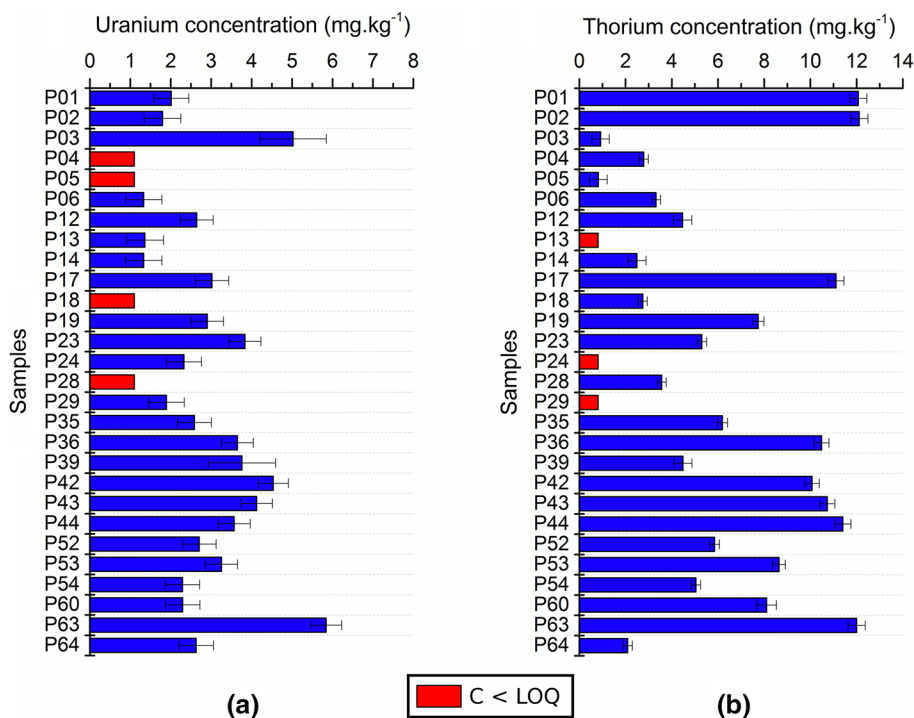 Uranium concentration (mg.kg⁻¹)
0 1 2 3 4 5 6 7 8
Samples
P01
P02
P03
P04
P05
P06
P12
P13
P14
P17
P18
P19
P23
P24
P28
P29
P35
P36
P39
P42
P43
P44
P52
P53
P54
P60
P63
P64
(a)
Thorium concentration (mg.kg⁻¹)
0 2 4 6 8 10 12 14
Samples
P01
P02
P03
P04
P05
P06
P12
P13
P14
P17
P18
P19
P23
P24
P28
P29
P35
P36
P39
P42
P43
P44
P52
P53
P54
P60
P63
P64
(b)
C < LOQ